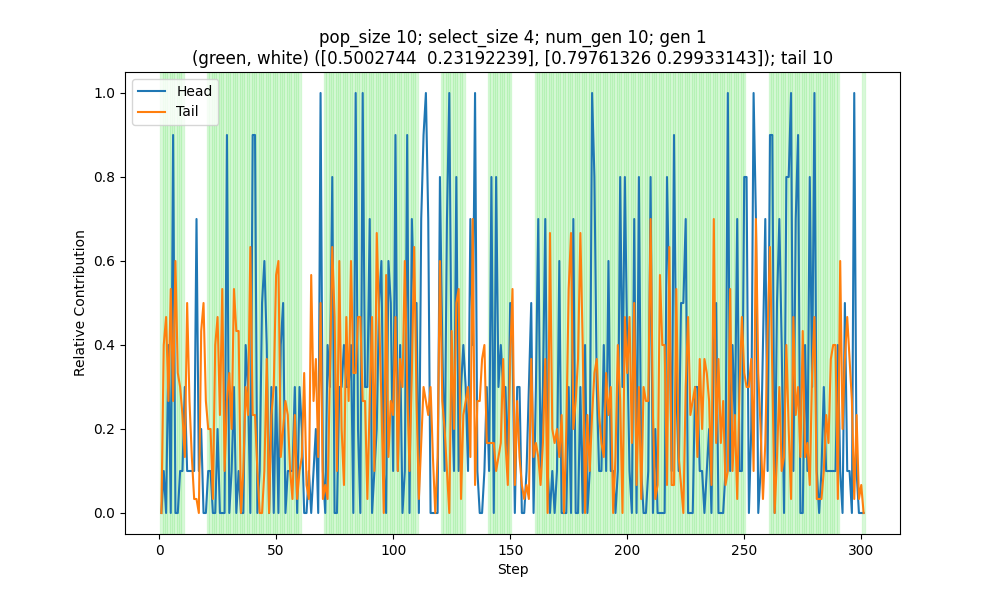 pop_size 10; select_size 4; num_gen 10; gen 1
(green, white) ([0.5002744  0.23192239], [0.79761326 0.29933143]); tail 10
Head
Tail
Relative Contribution
1.0
0.8
0.6
0.4
0.2
0.0
0
50
100
150
200
250
300
Step